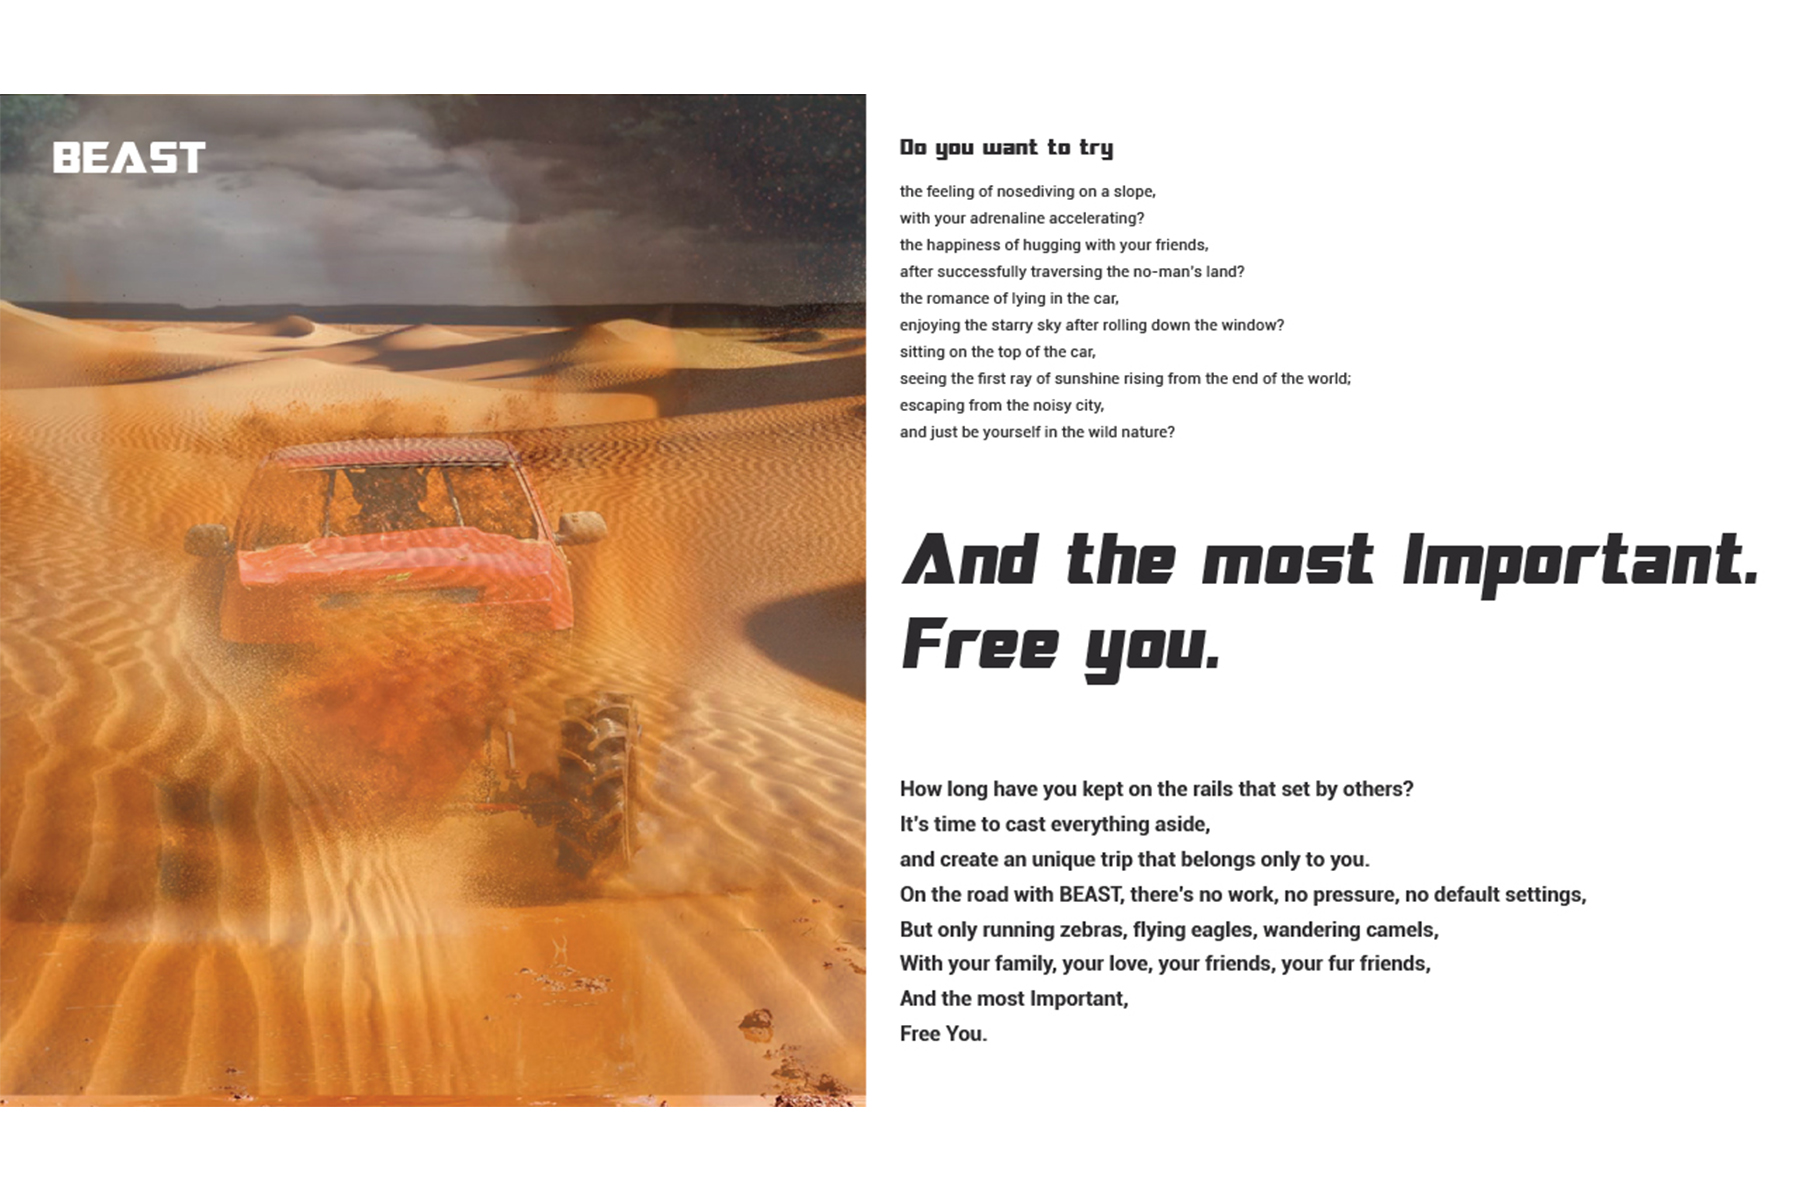 BEAST
Do you want to try
the feeling of nosediving on a slope,
with your adrenaline accelerating?
the happiness of hugging with your friends,
after successfully traversing the no-man's land?
the romance of lying in the car,
enjoying the starry sky after rolling down the window?
sitting on the top of the car,
seeing the first ray of sunshine rising from the end of the world;
escaping from the noisy city,
and just be yourself in the wild nature?
And the most Important.
Free you.
How long have you kept on the rails that set by others?
It's time to cast everything aside,
and create an unique trip that belongs only to you.
On the road with BEAST, there's no work, no pressure, no default settings,
But only running zebras, flying eagles, wandering camels,
With your family, your love, your friends, your fur friends,
And the most Important,
Free You.